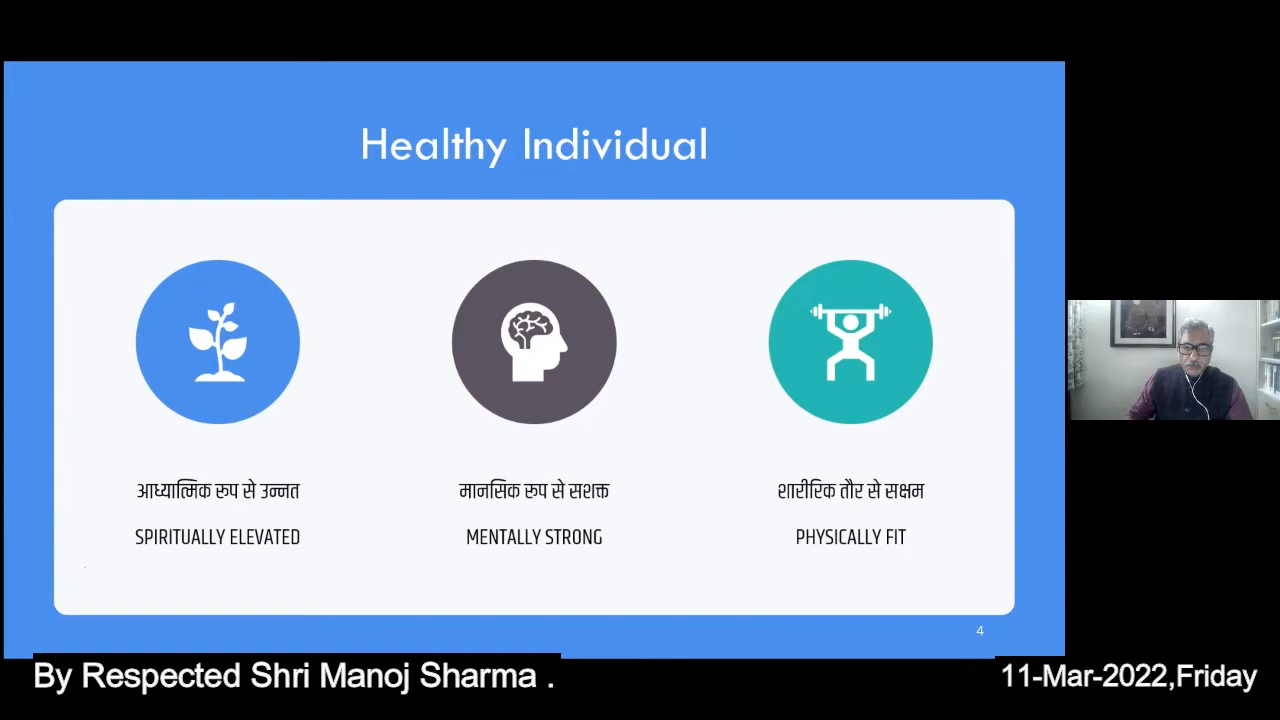 Healthy Individual
आध्यात्मिक रूप से उन्नत
SPIRITUALLY ELEVATED
मानसिक रूप से सशक्त
MENTALLY STRONG
शारीरिक तौर से सक्षम
PHYSICALLY FIT
4
By Respected Shri Manoj Sharma .
11-Mar-2022,Friday